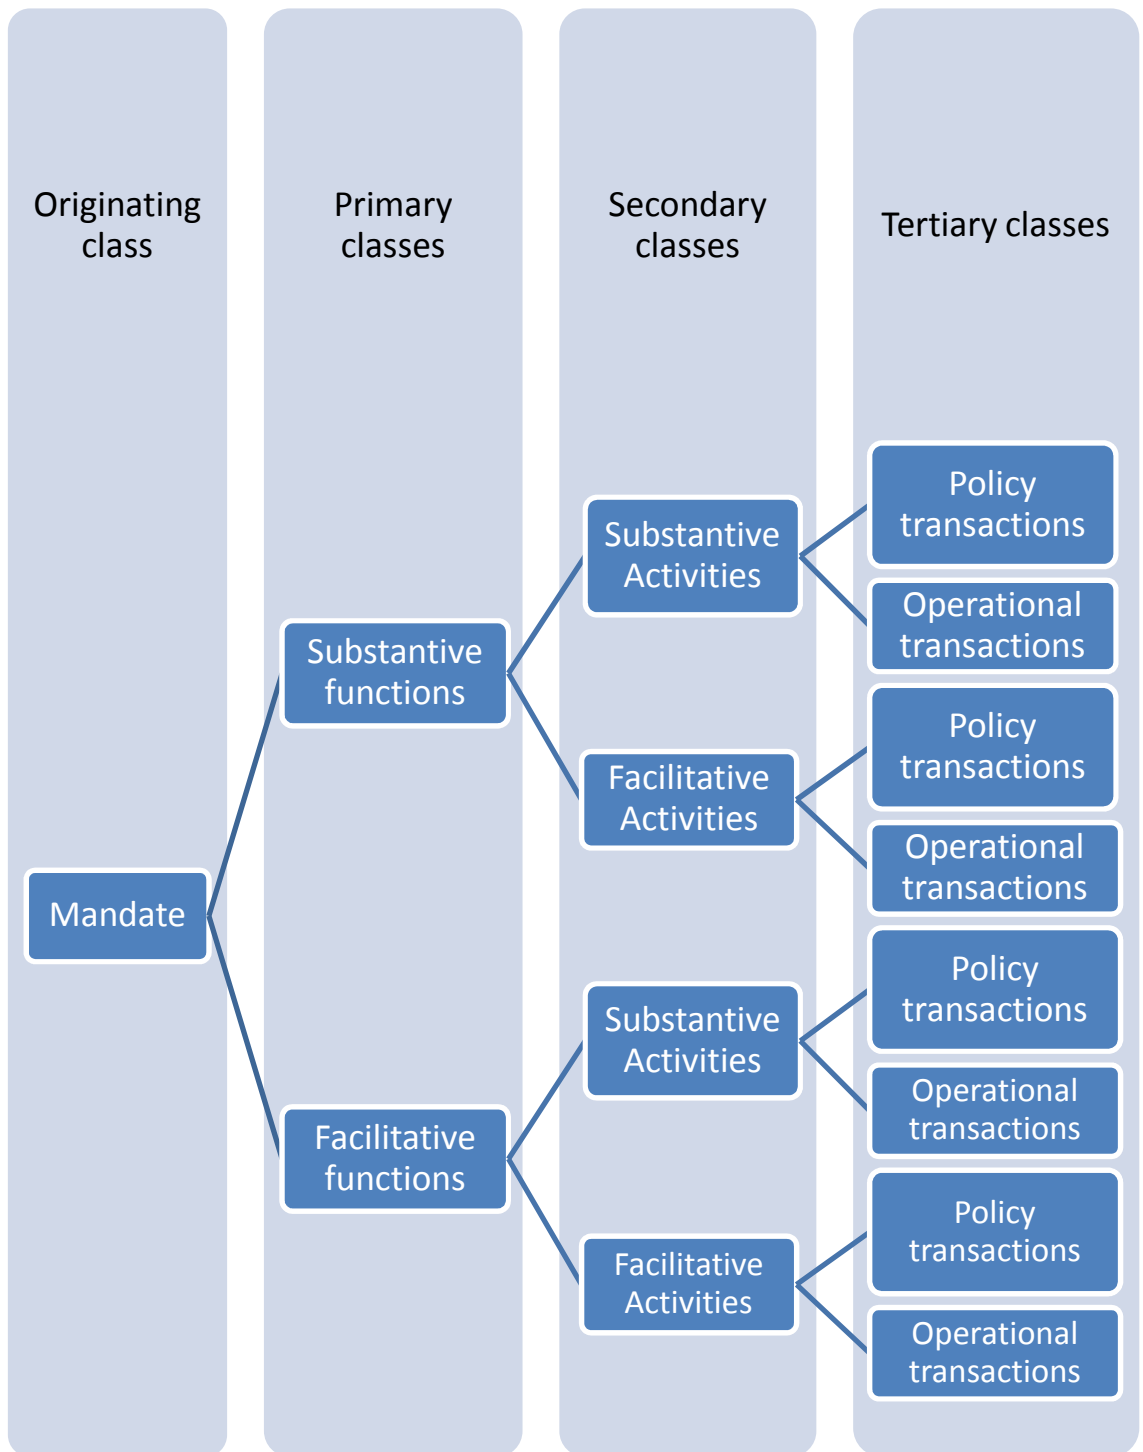 Originating
class
Primary
classes
Secondary
classes
Tertiary classes
Mandate
Substantive
functions
Facilitative
functions
Substantive
Activities
Facilitative
Activities
Substantive
Activities
Facilitative
Activities
Policy
transactions
Operational
transactions
Policy
transactions
Operational
transactions
Policy
transactions
Operational
transactions
Policy
transactions
Operational
transactions